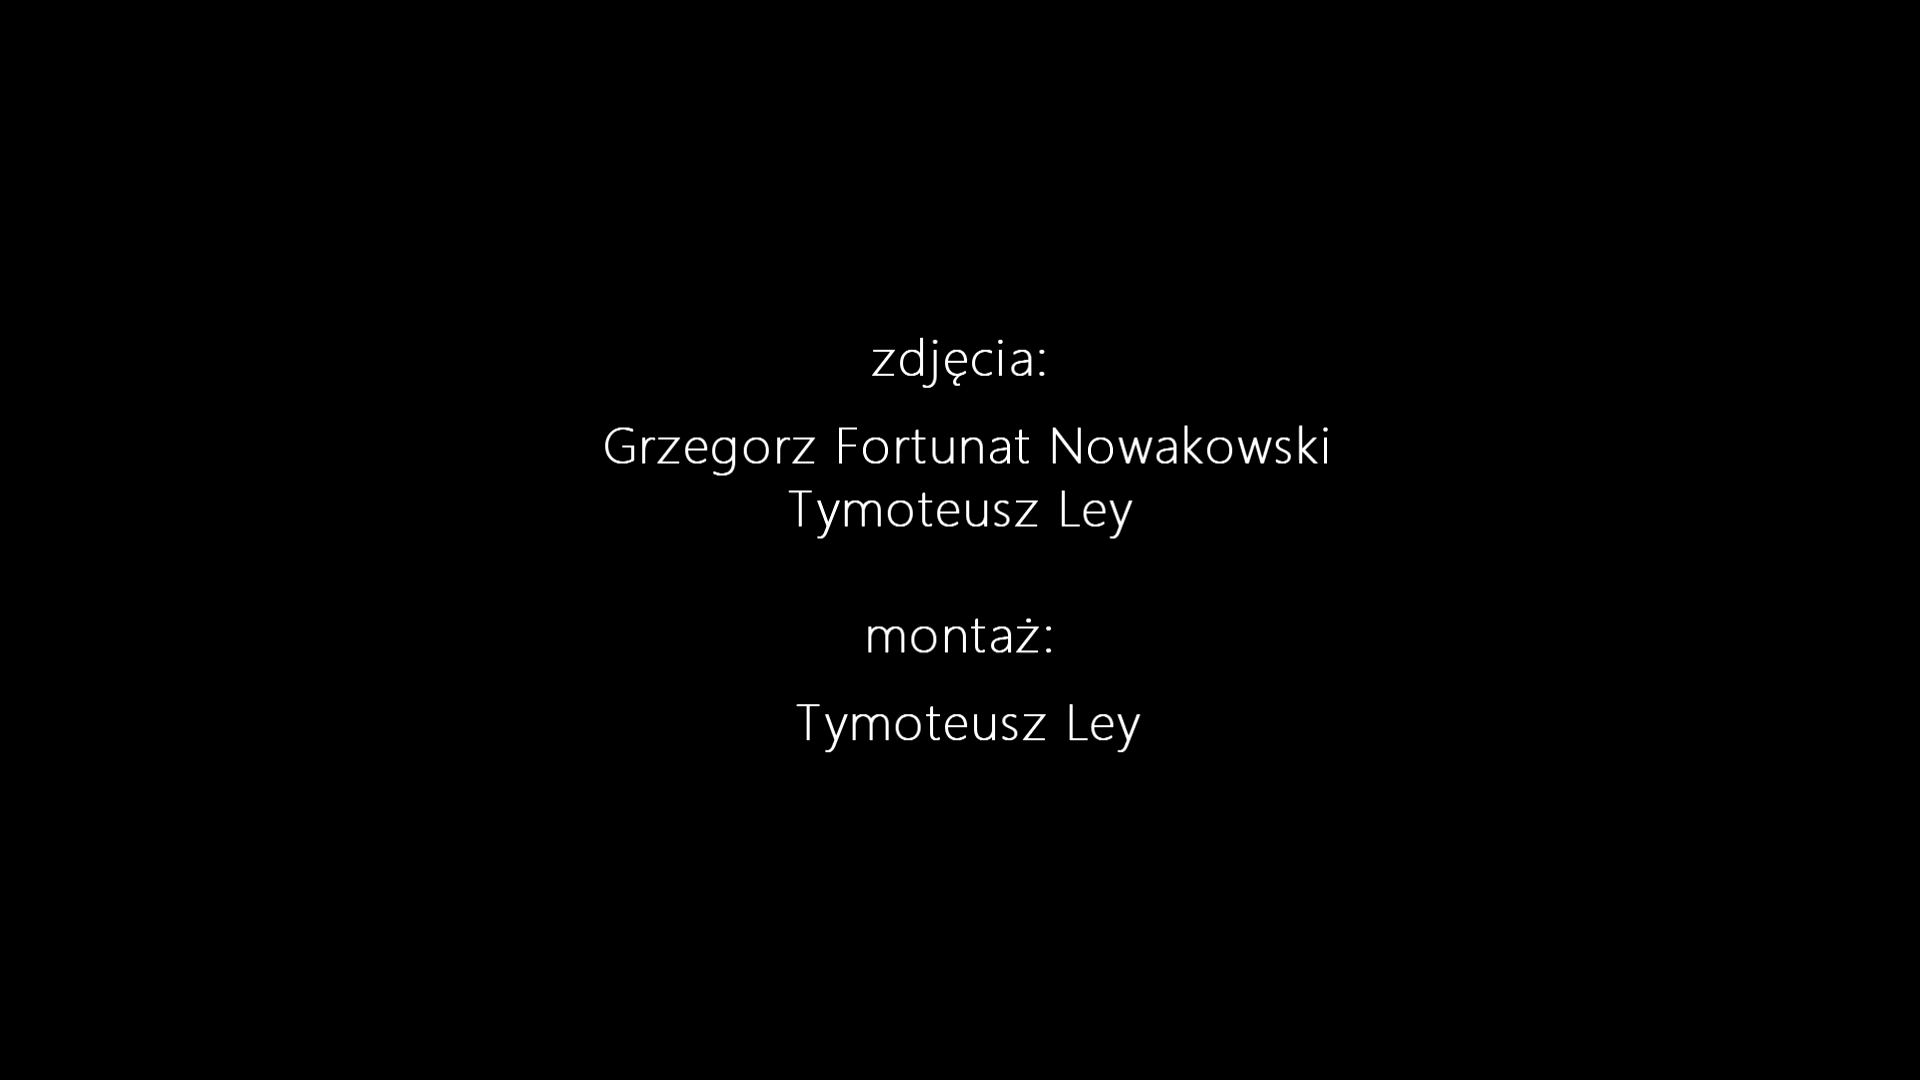 zdjęcia:
Grzegorz Fortunat Nowakowski
Tymoteusz Ley
montaż:
Tymoteusz Ley